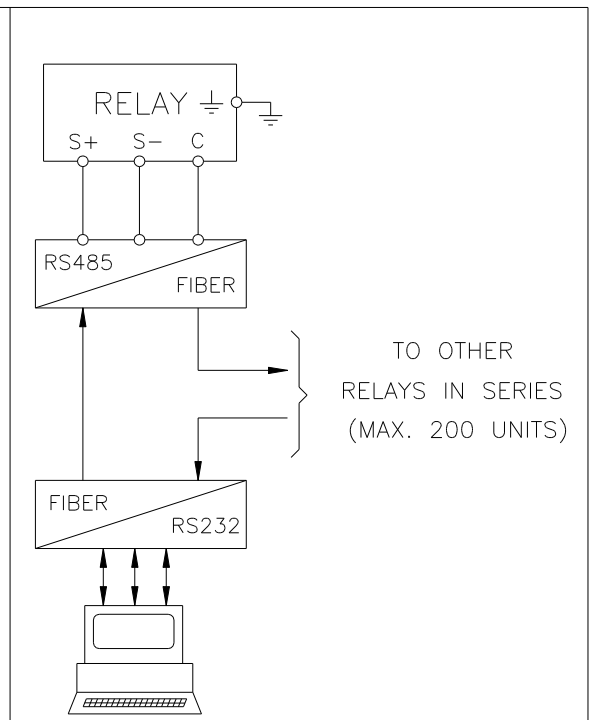 RELAY
S+ S- C
RS485
FIBER
TO OTHER
RELAYS IN SERIES
(MAX. 200 UNITS)
FIBER
RS232